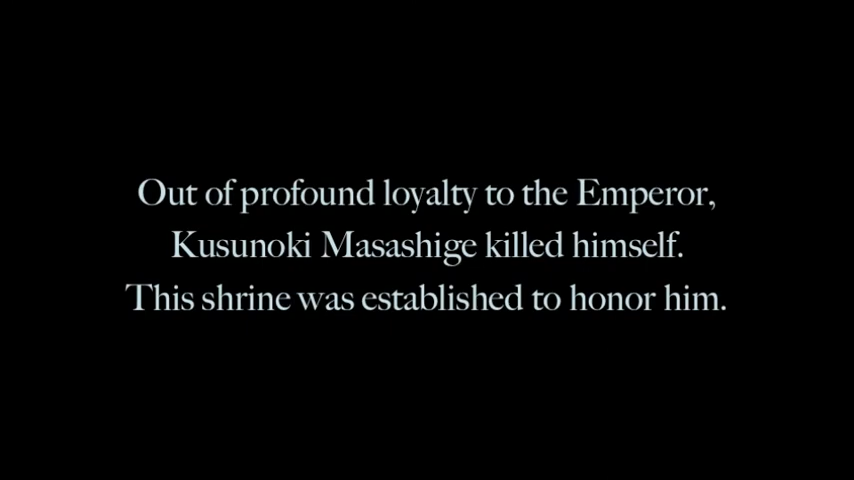 Out of profound loyalty to the Emperor,
Kusunoki Masashige killed himself.
This shrine was established to honor him.